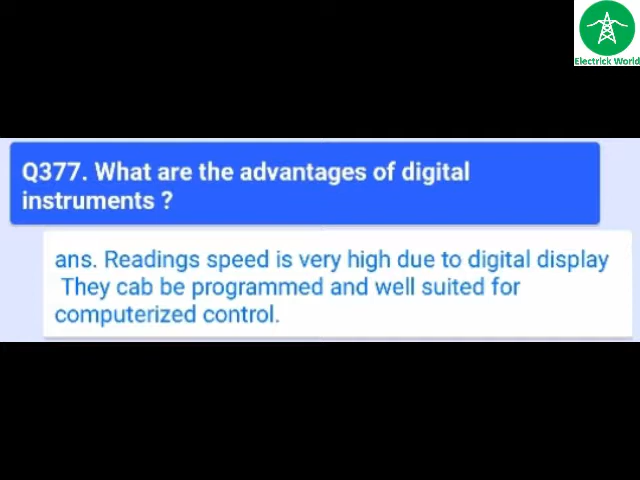 Electrick World
Q377. What are the advantages of digital
instruments ?
ans. Readings speed is very high due to digital display
They cab be programmed and well suited for
computerized control.